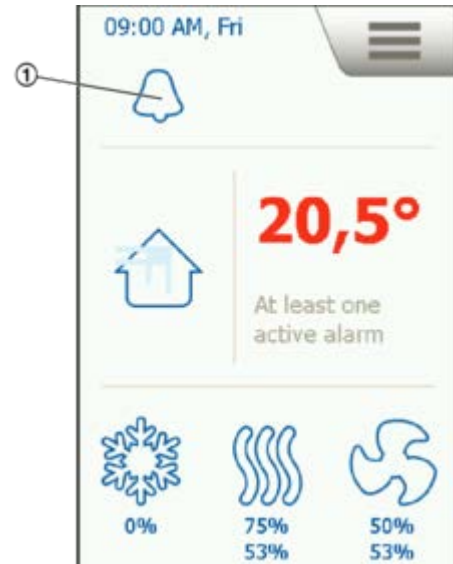 09:00 AM, Fri
①
20,5°
At least one
active alarm
0% 75% 50%
53% 53%